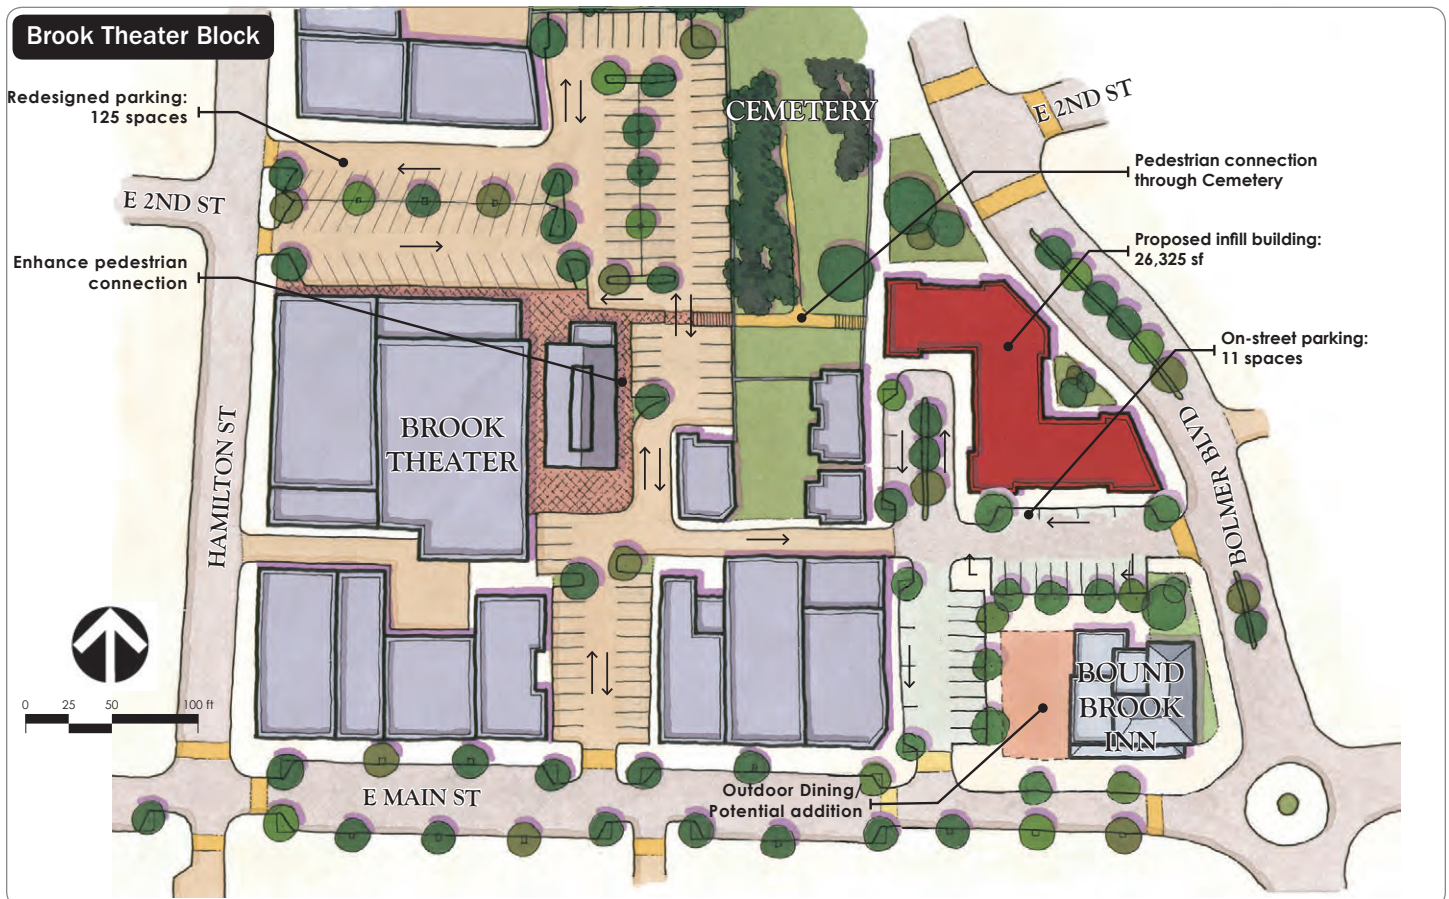 Brook Theater Block
Redesigned parking:
125 spaces
E 2ND ST
Enhance pedestrian
connection
CEMETERY
E 2ND ST
Pedestrian connection
through Cemetery
Proposed infill building:
26,325 sf
On-street parking:
11 spaces
BROOK
THEATER
HAMILTON ST
BOLMER BLVD
0 25 50 100 ft
BOUND
BROOK
INN
Outdoor Dining/
Potential addition
E MAIN ST